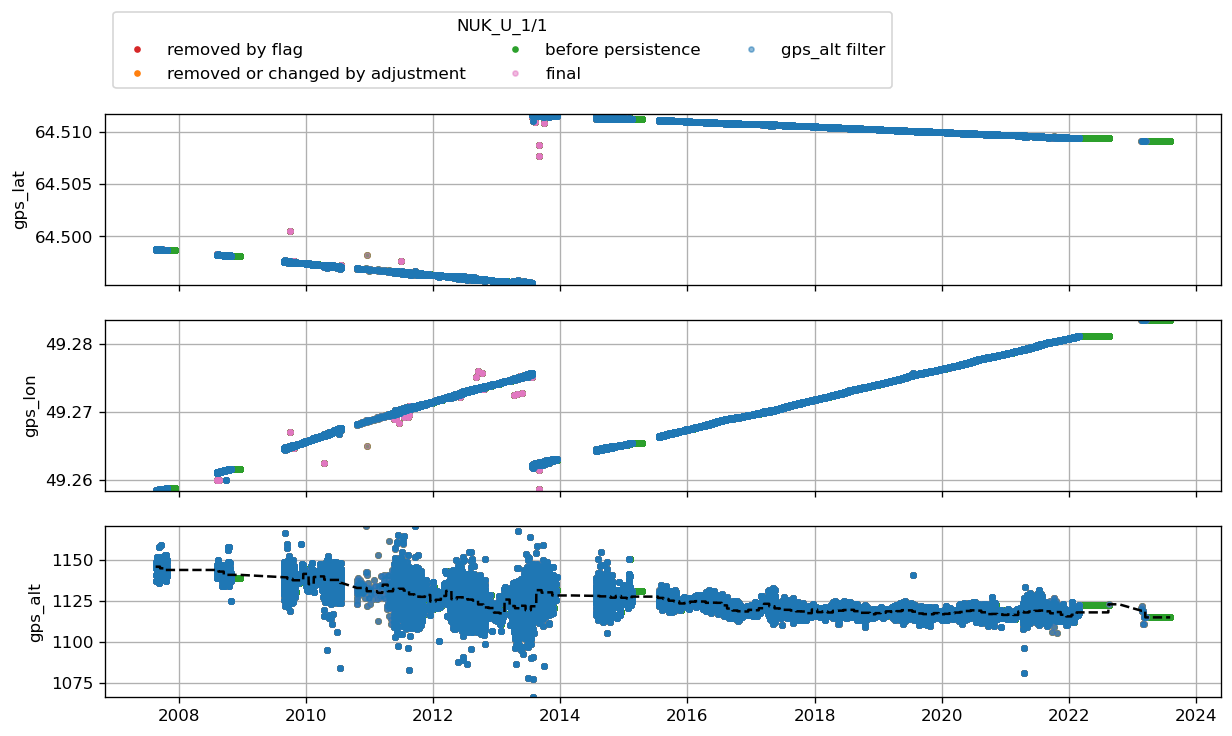 NUK_U_1/1
removed by flag
removed or changed by adjustment
before persistence
final
gps_alt filter
gps_lat
64.510
64.505
64.500
gps_lon
49.28
49.27
49.26
gps_alt
1150
1125
1100
1075
2008 2010 2012 2014 2016 2018 2020 2022 2024